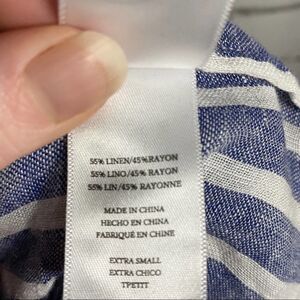 55% LINEN/45% RAYON
55% LINO/45% RAYON
55% LIN/45% RAYONNE
MADE IN CHINA
HECHO EN CHINA
FABRIQUÉ EN CHINE
EXTRA SMALL
EXTRA CHICO
TPETIT